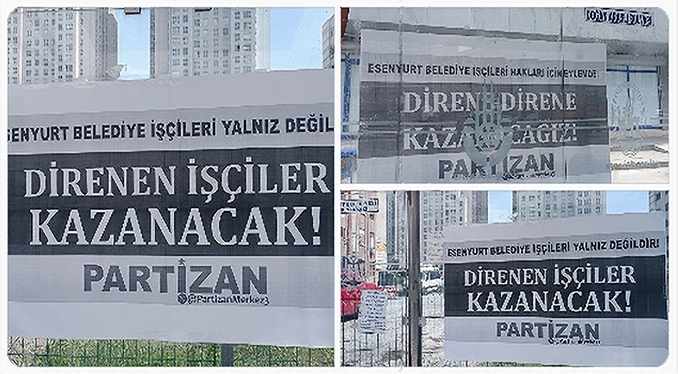 ESENYURT BELEDİYE İŞÇİLERİ YALNIZ DEĞİL
DİRENEN İŞÇİLER
KAZANACAK!
PARTİZAN
@PartizanMerkez3
ESENYURT BELEDİYE İŞÇİLERİ HAKLARI İÇİN EYLEMDE!
DİRENE DİRENE
KAZANACAĞIZ!
PARTİZAN
ESENYURT BELEDİYE İŞÇİLERİ YALNIZ DEĞİLDİR!
DİRENEN İŞÇİLER
KAZANACAK!
PARTİZAN